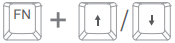 FN + ↑ / ↓